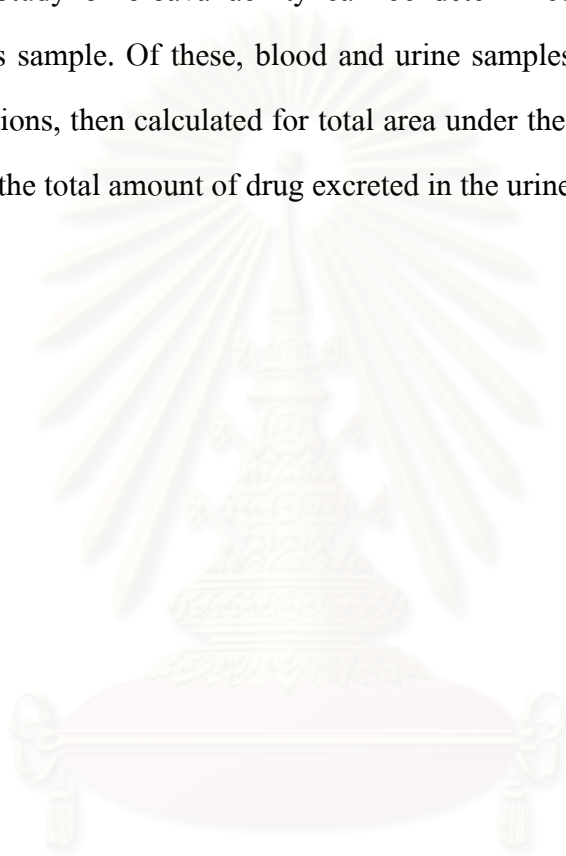 s sample. Of these, blood and urine samples
ions, then calculated for total area under the
the total amount of drug excreted in the urine